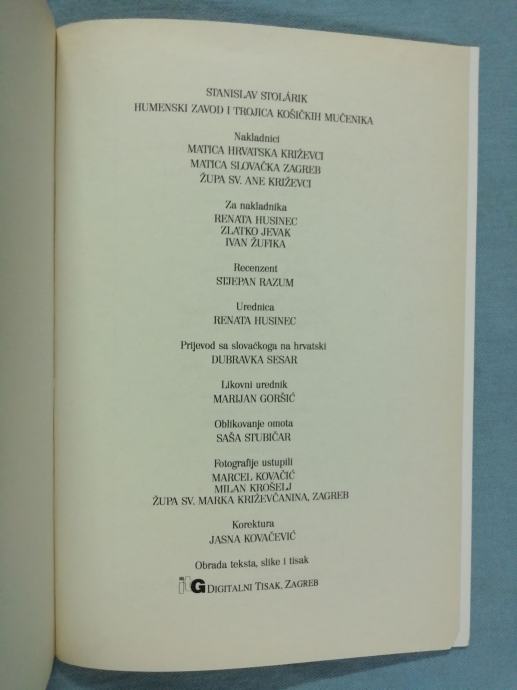 STANISLAV STOLÁRIK
HUMENSKI ZAVOD I TROJICA KOŠIČKIH MUČENIKA
Nakladnici
MATICA HRVATSKA KRIŽEVCI
MATICA SLOVAČKA ZAGREB
ŽUPA SV. ANE KRIŽEVCI
Za nakladnika
RENATA HUSINEC
ZLATKO JEVAK
IVAN ŽUFIKA
Recenzent
STJEPAN RAZUM
Urednica
RENATA HUSINEC
Prijevod sa slovačkoga na hrvatski
DUBRAVKA SESAR
Likovni urednik
MARIJAN GORŠIĆ
Oblikovanje omota
SAŠA STUBIČAR
Fotografije ustupili
MARCEL KOVAČIĆ
MILAN KROŠELJ
ŽUPA SV. MARKA KRIŽEVČANINA, ZAGREB
Korektura
JASNA KOVAČEVIĆ
Obrada teksta, slike i tisak
DIGITALNI TISAK, ZAGREB